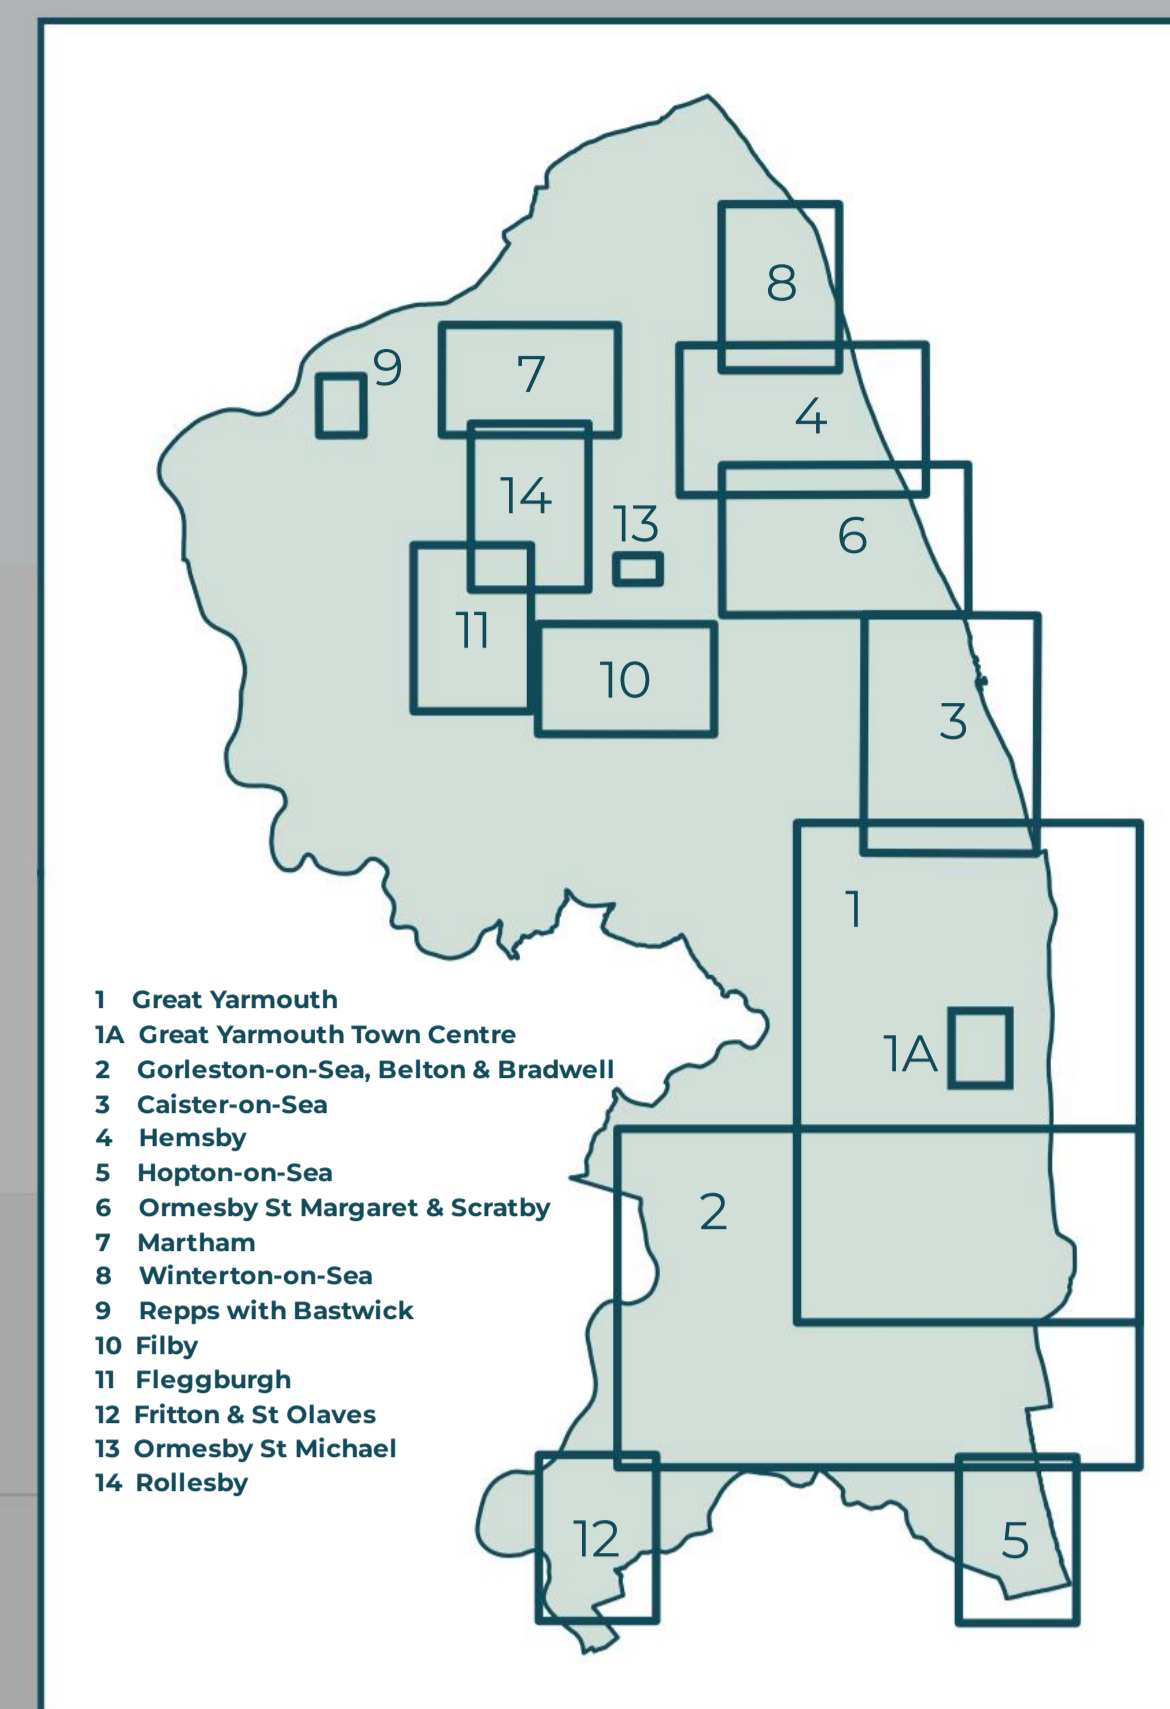 8
9
7
4
14
13
6
11
10
3
1
1A
2
12
5
1 Great Yarmouth
1A Great Yarmouth Town Centre
2 Gorleston-on-Sea, Belton & Bradwell
3 Caister-on-Sea
4 Hemsby
5 Hopton-on-Sea
6 Ormesby St Margaret & Scratby
7 Martham
8 Winterton-on-Sea
9 Repps with Bastwick
10 Filby
11 Fleggburgh
12 Fritton & St Olaves
13 Ormesby St Michael
14 Rollesby